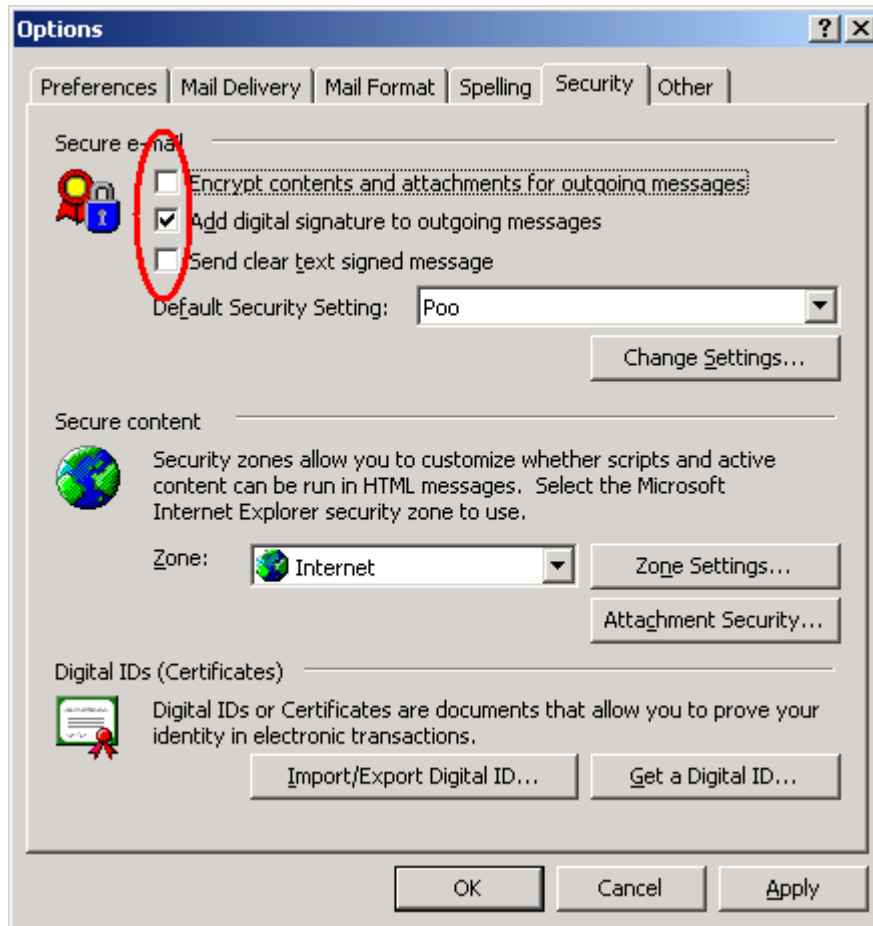 Options
Preferences Mail Delivery Mail Format Spelling Security Other
Secure e-mail
Encrypt contents and attachments for outgoing messages
Add digital signature to outgoing messages
Send clear text signed message
Default Security Setting: Poo
Change Settings...
Secure content
Security zones allow you to customize whether scripts and active
content can be run in HTML messages. Select the Microsoft
Internet Explorer security zone to use.
Zone: Internet Zone Settings...
Attachment Security...
Digital IDs (Certificates)
Digital IDs or Certificates are documents that allow you to prove your
identity in electronic transactions.
Import/Export Digital ID... Get a Digital ID...
OK Cancel Apply